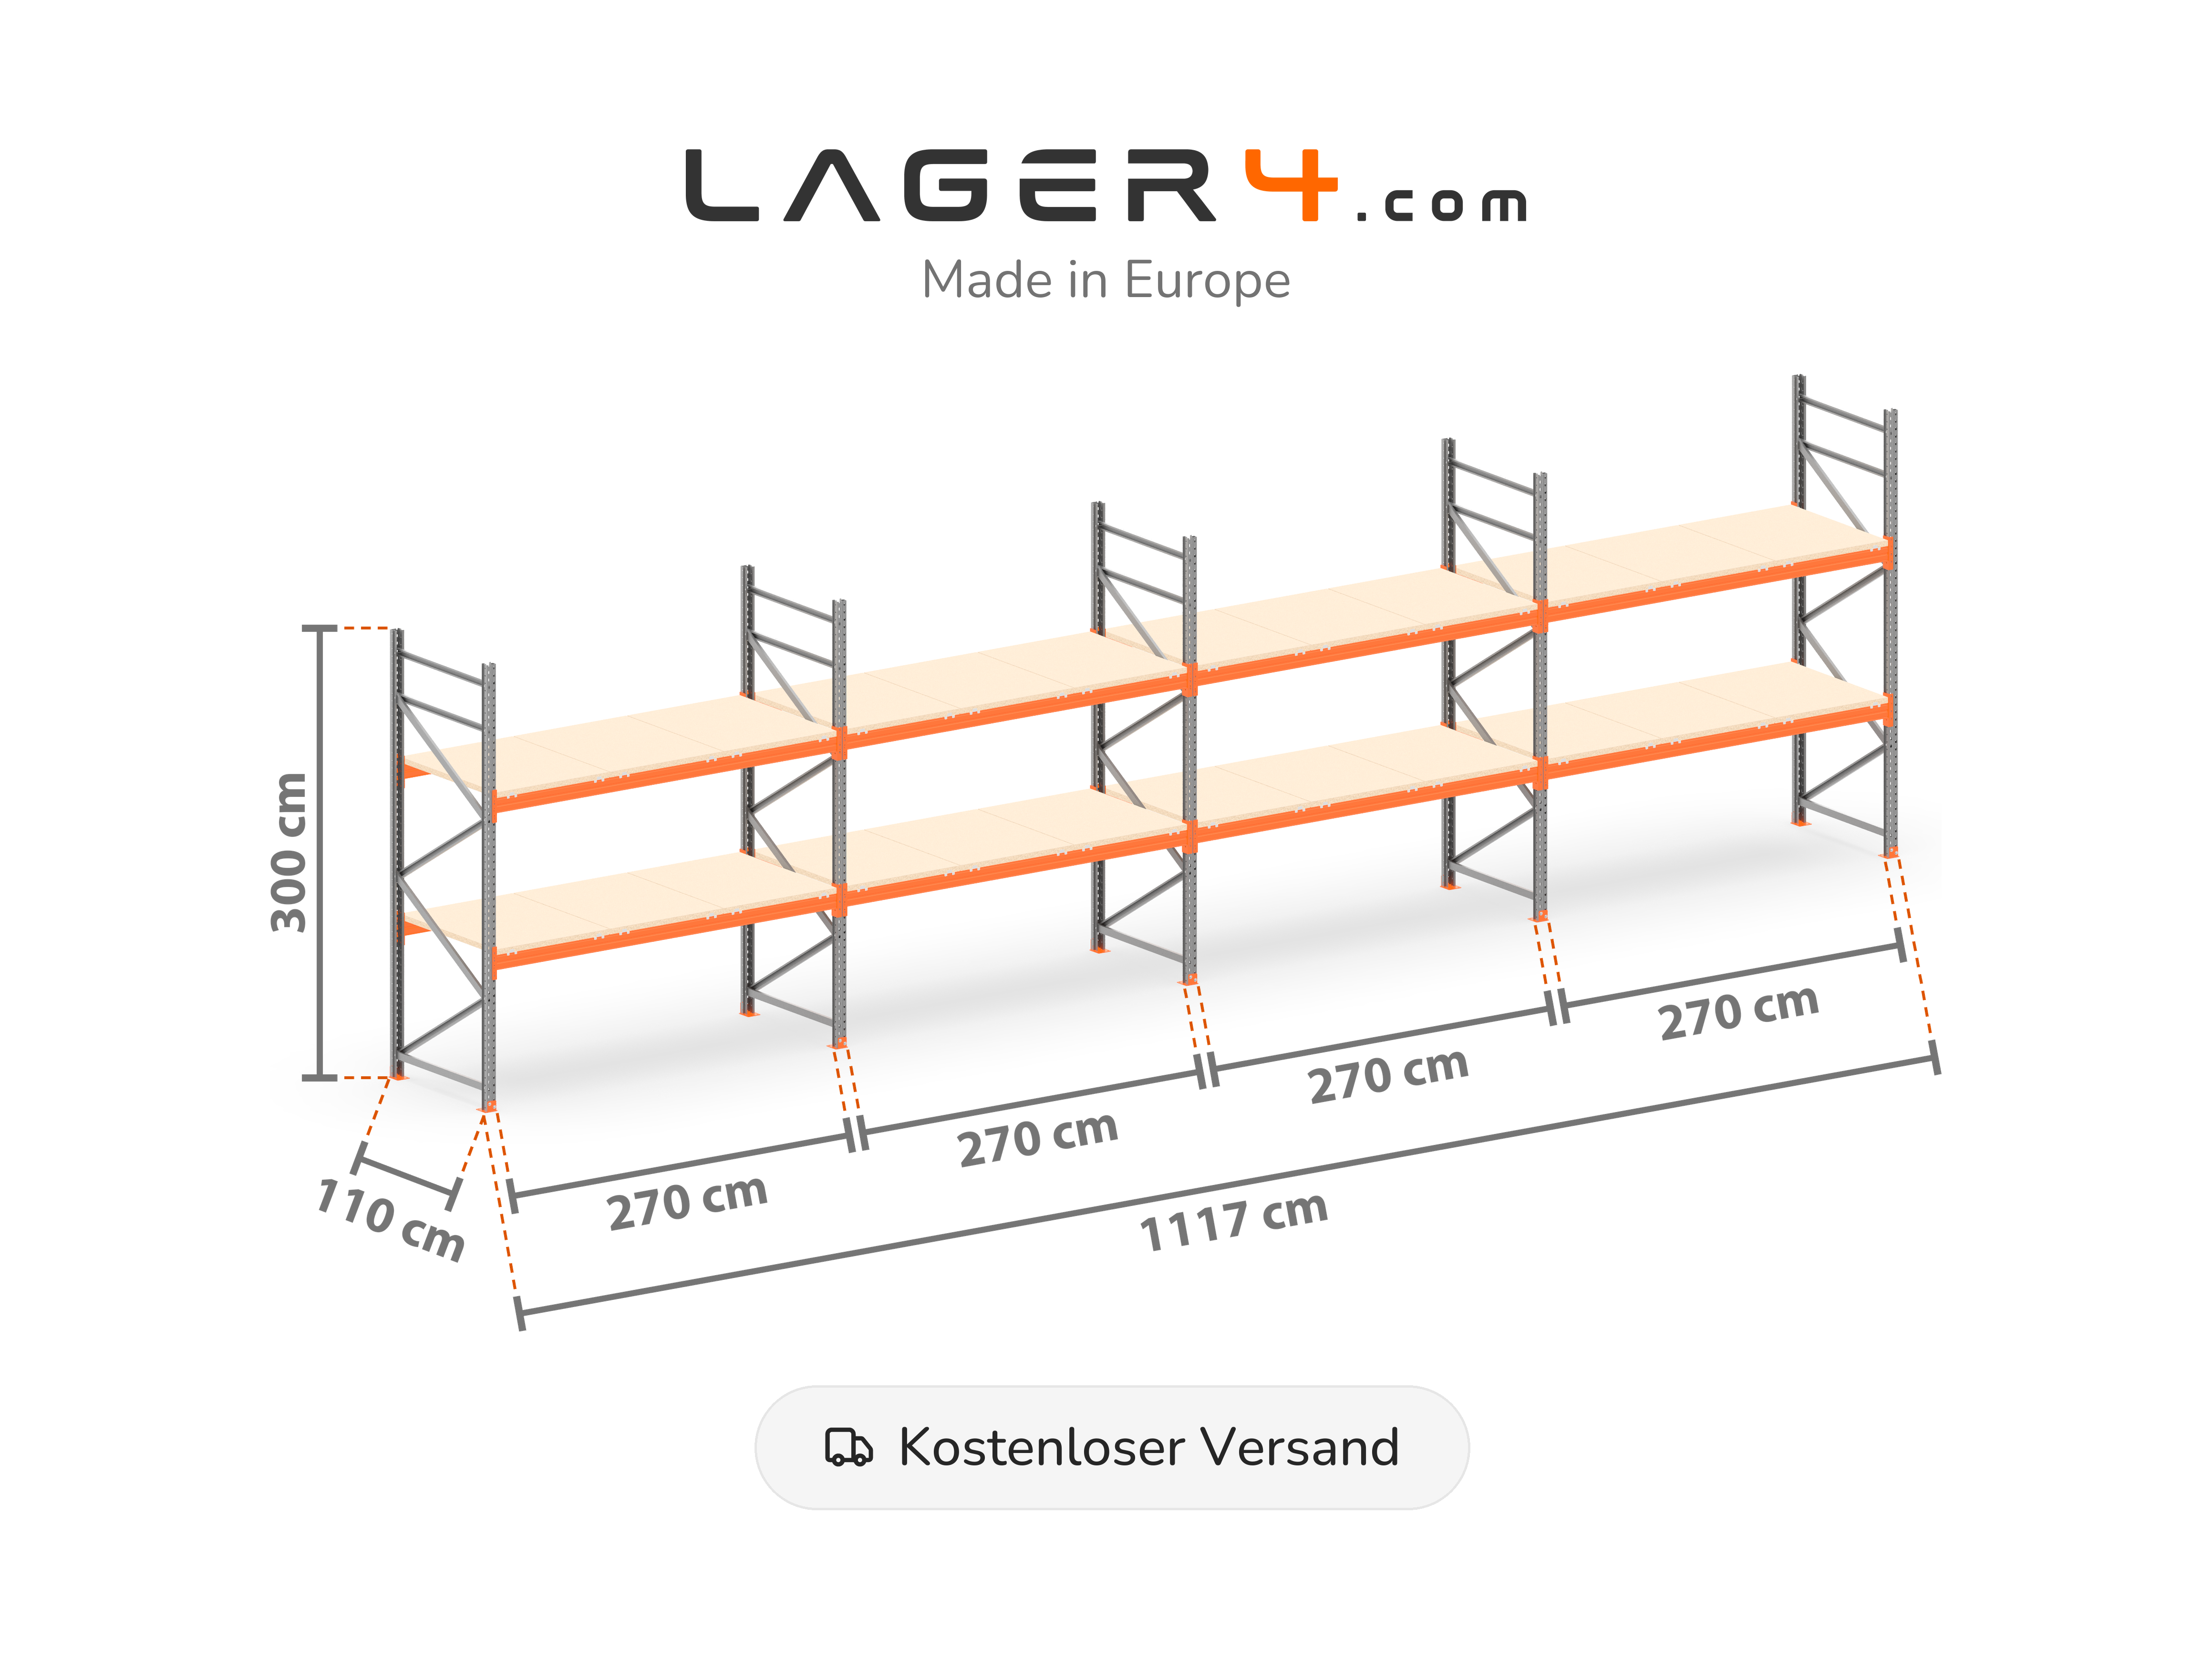 LAGER4.com
Made in Europe
300 cm
110 cm
270 cm
270 cm
270 cm
270 cm
1117 cm
Kostenloser Versand